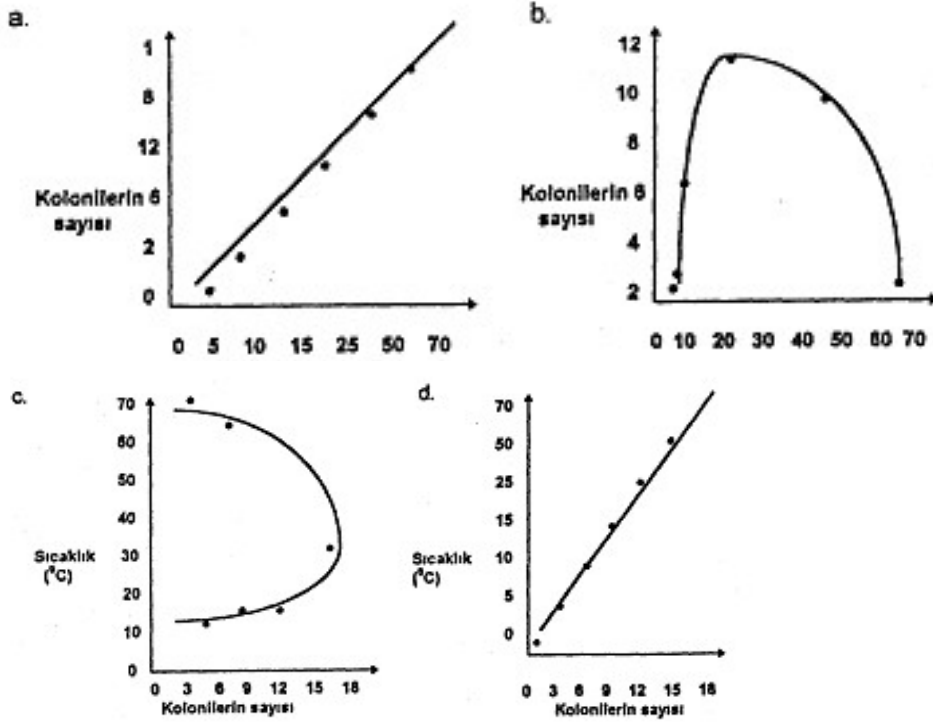 a.
1
8
12
Kolonilerin 6
sayısı
2
0
0 5 10 15 25 50 70
b.
12
10
8
Kolonilerin 6
sayısı
4
2
0 10 20 40 60 70
c.
70
60
50
40
Sıcaklık
30
(⁰C)
20
10
0
0 3 6 9 12 15 18
Kolonilerin sayısı
d.
70
50
25
15
Sıcaklık
10
(⁰C)
5
0
0 3 6 9 12 15 18
Kolonilerin sayısı